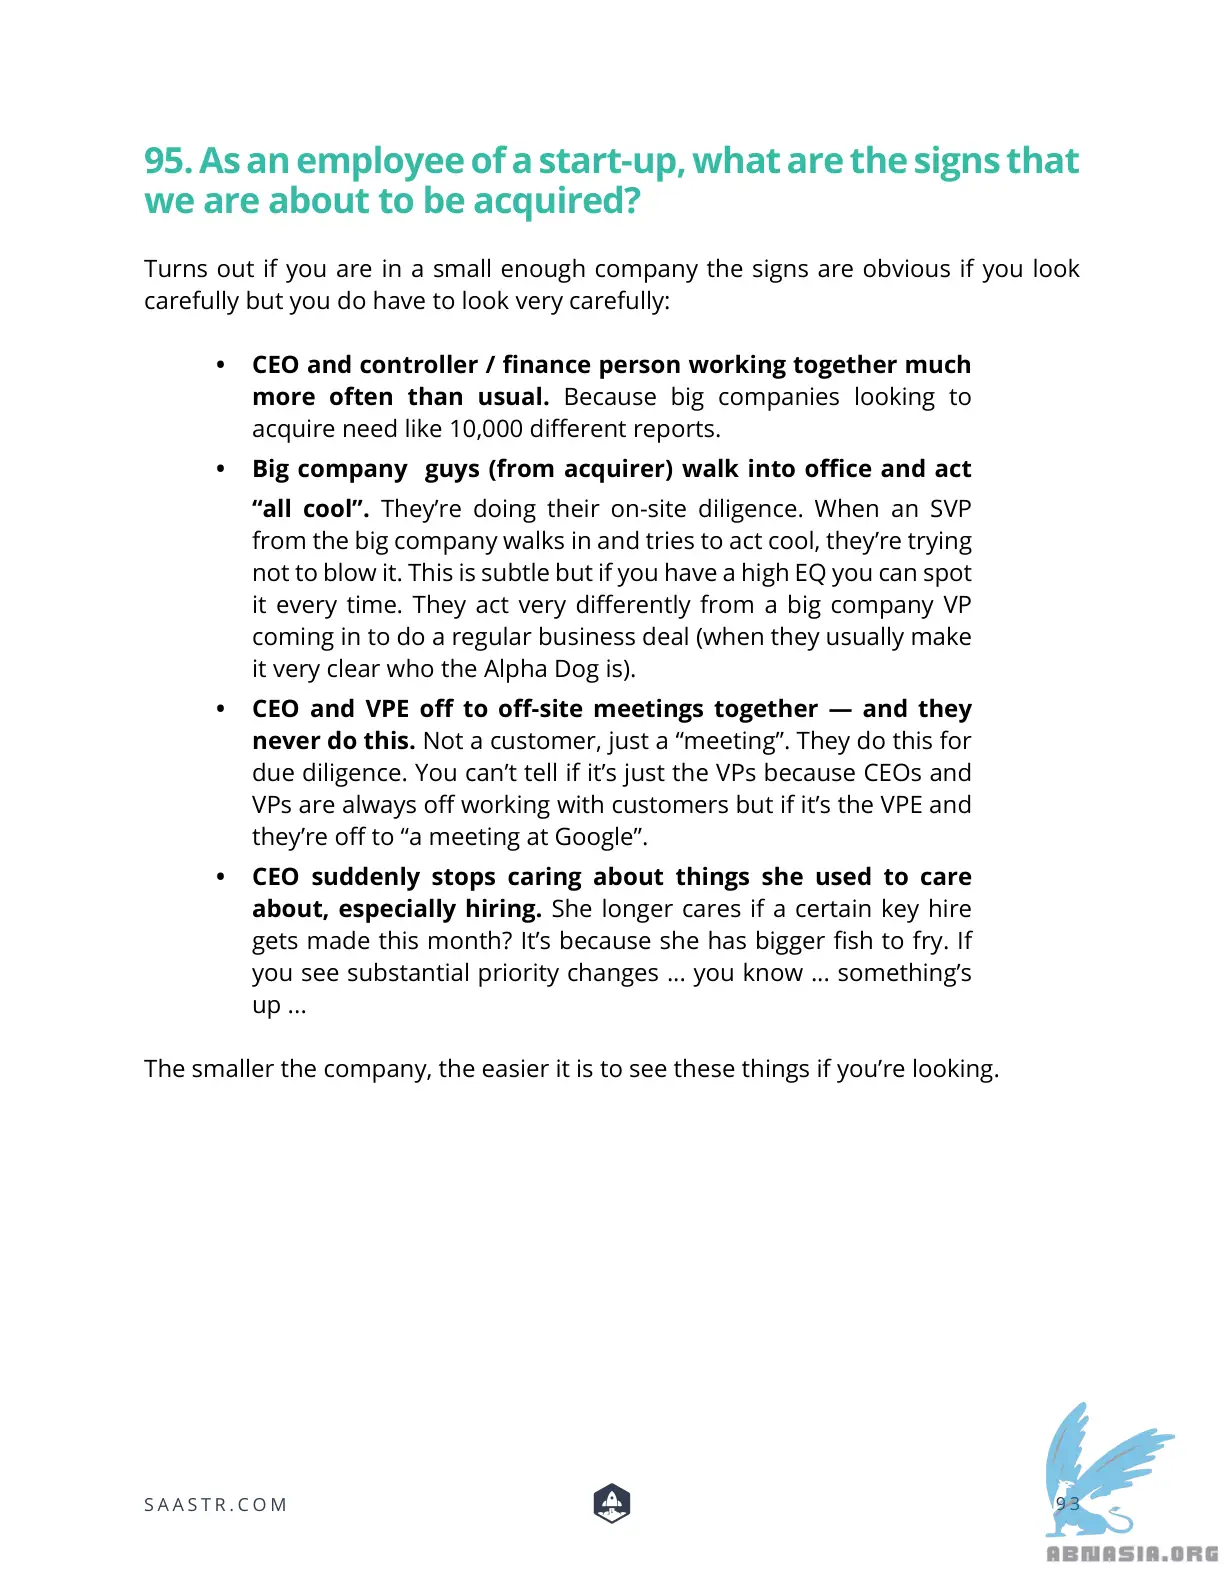 95. As an employee of a start-up, what are the signs that
we are about to be acquired?
Turns out if you are in a small enough company the signs are obvious if you look
carefully but you do have to look very carefully:
• CEO and controller / finance person working together much
more often than usual. Because big companies looking to
acquire need like 10,000 different reports.
• Big company guys (from acquirer) walk into office and act
“all cool”. They’re doing their on-site diligence. When an SVP
from the big company walks in and tries to act cool, they’re trying
not to blow it. This is subtle but if you have a high EQ you can spot
it every time. They act very differently from a big company VP
coming in to do a regular business deal (when they usually make
it very clear who the Alpha Dog is).
• CEO and VPE off to off-site meetings together — and they
never do this. Not a customer, just a “meeting”. They do this for
due diligence. You can’t tell if it’s just the VPs because CEOs and
VPs are always off working with customers but if it’s the VPE and
they’re off to “a meeting at Google”.
• CEO suddenly stops caring about things she used to care
about, especially hiring. She longer cares if a certain key hire
gets made this month? It’s because she has bigger fish to fry. If
you see substantial priority changes ... you know ... something’s
up ...
The smaller the company, the easier it is to see these things if you’re looking.
SAASTR.COM
93
ABNASIA.ORG